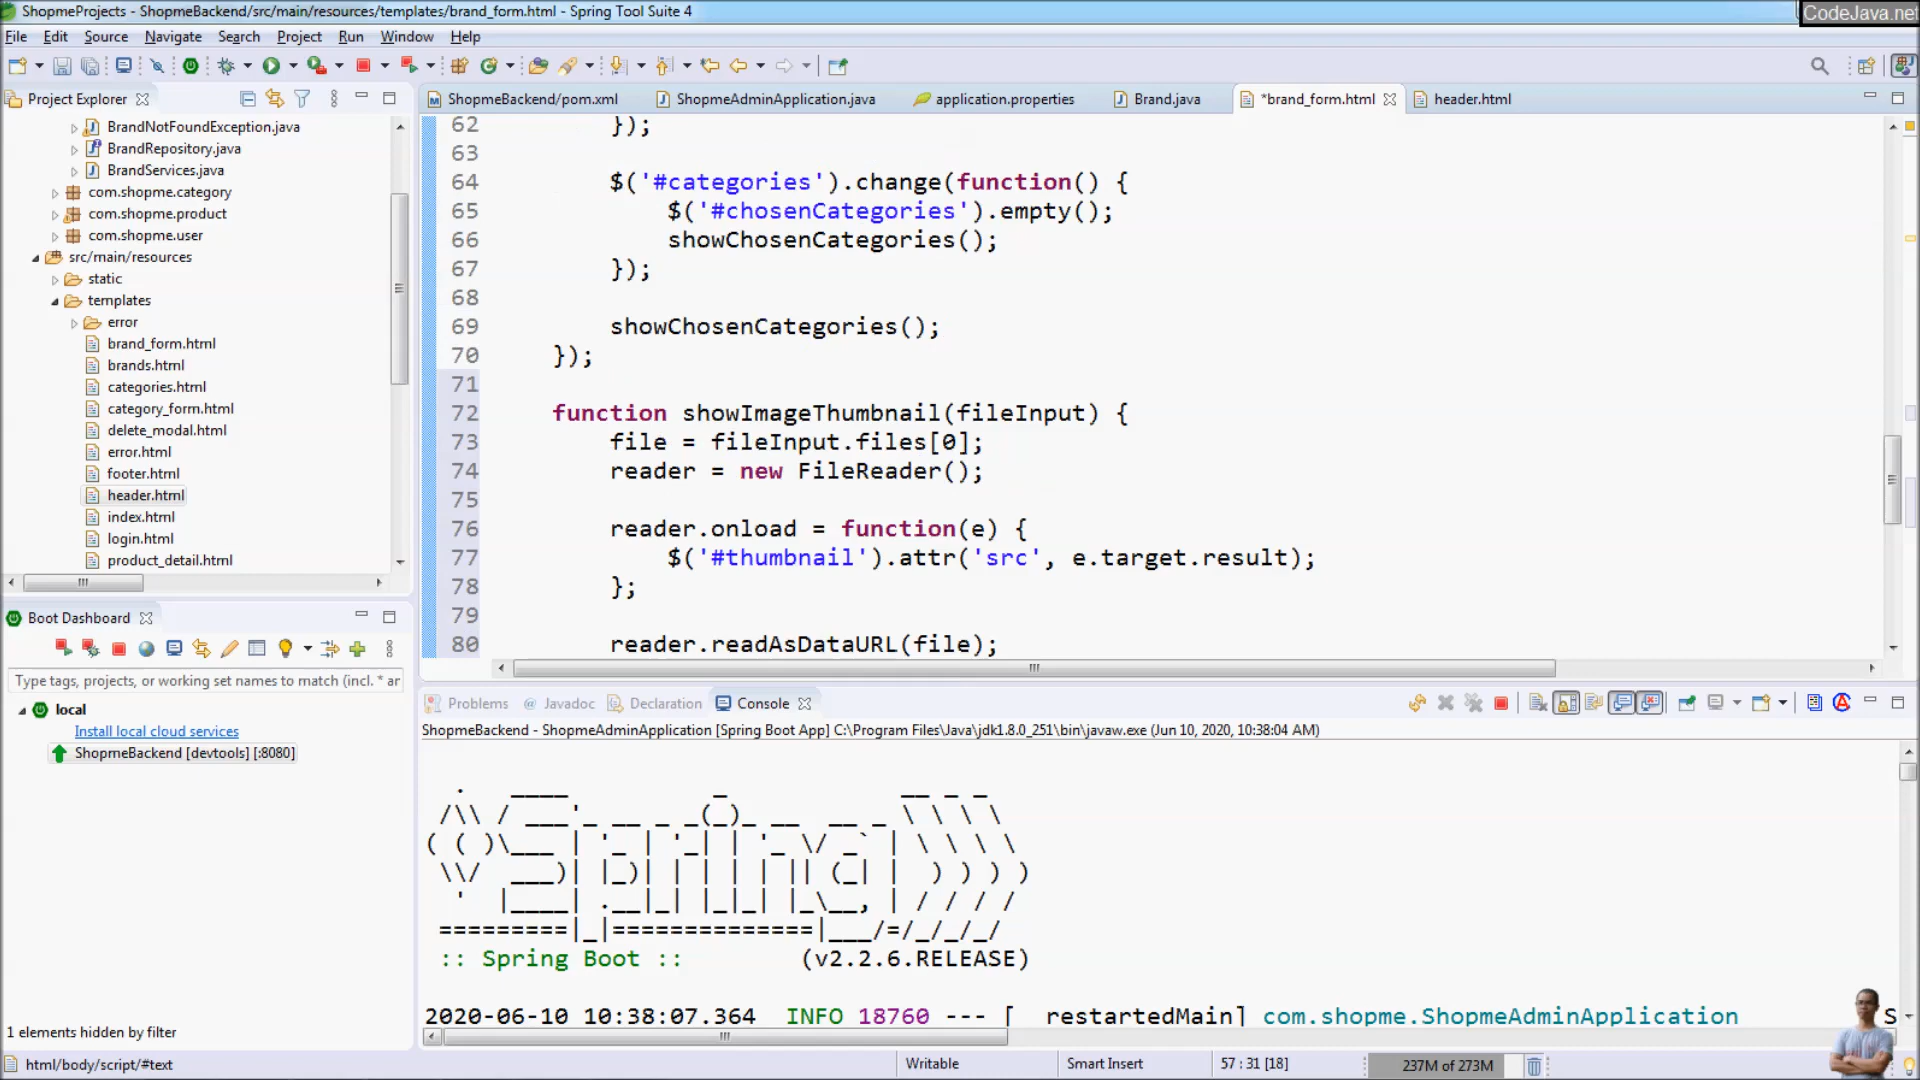 ShopmeProjects - ShopmeBackend/src/main/resources/templates/brand_form.html - Spring Tool Suite 4
CodeJava.net
File Edit Source Navigate Search Project Run Window Help
Project Explorer
BrandNotFoundException.java
BrandRepository.java
BrandServices.java
com.shopme.category
com.shopme.product
com.shopme.user
src/main/resources
static
templates
error
brand_form.html
brands.html
categories.html
category_form.html
delete_modal.html
error.html
footer.html
header.html
index.html
login.html
product_detail.html
ShopmeBackend/pom.xml ShopmeAdminApplication.java application.properties Brand.java *brand_form.html header.html
62 });
63
64 $('#categories').change(function() {
65 $('#chosenCategories').empty();
66 showChosenCategories();
67 });
68
69 showChosenCategories();
70 });
71
72 function showImageThumbnail(fileInput) {
73 file = fileInput.files[0];
74 reader = new FileReader();
75
76 reader.onload = function(e) {
77 $('#thumbnail').attr('src', e.target.result);
78 };
79
80 reader.readAsDataURL(file);
Boot Dashboard
Type tags, projects, or working set names to match (incl. * ar
local
Install local cloud services
ShopmeBackend [devtools] [:8080]
1 elements hidden by filter
Problems @ Javadoc Declaration Console
ShopmeBackend - ShopmeAdminApplication [Spring Boot App] C:\Program Files\Java\jdk1.8.0_251\bin\javaw.exe (Jun 10, 2020, 10:38:04 AM)
:: Spring Boot :: (v2.2.6.RELEASE)
2020-06-10 10:38:07.364 INFO 18760 --- [ restartedMain] com.shopme.ShopmeAdminApplication S
html/body/script/#text Writable Smart Insert 57 : 31 [18] 237M of 273M